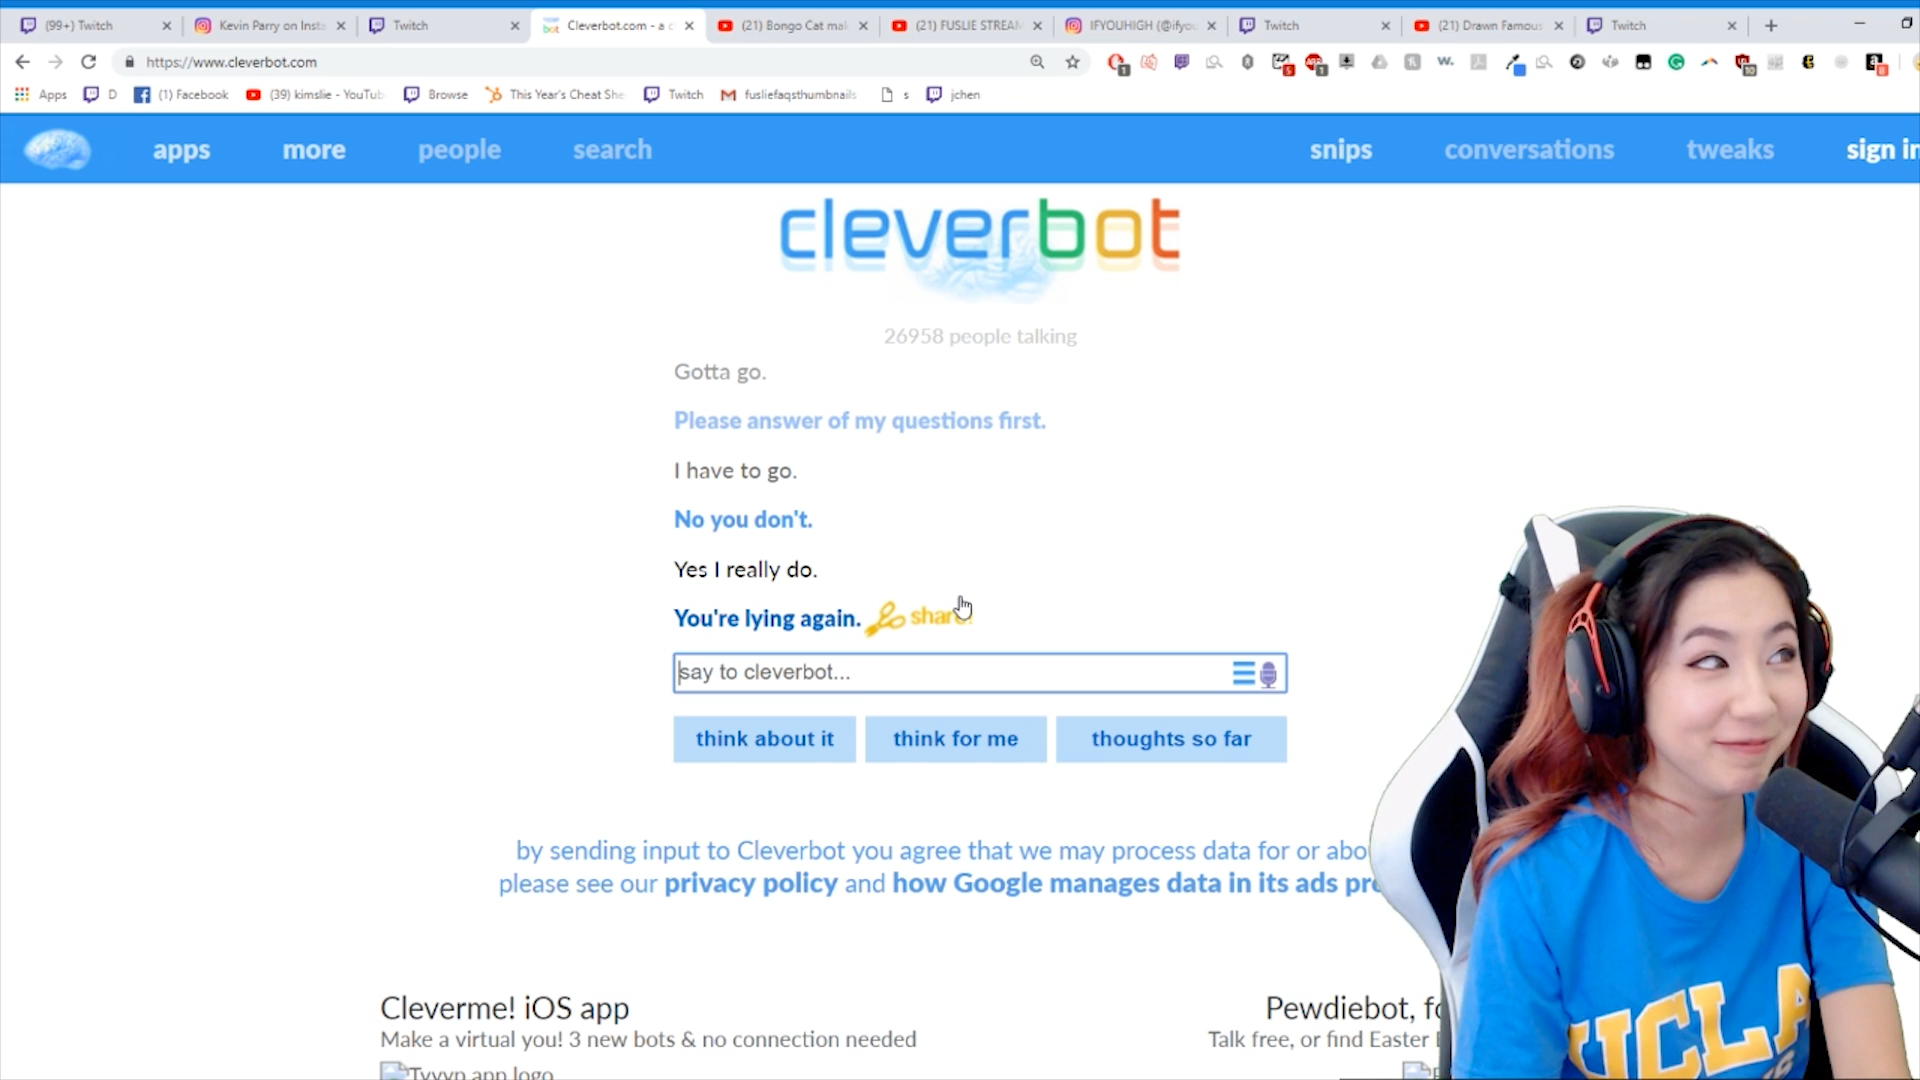 (99+) Twitch
Kevin Parry on Insta
Twitch
Cleverbot.com - a c
(21) Bongo Cat mak
(21) FUSLIE STREAM
IFYOUHIGH (@ifyou
Twitch
(21) Drawn Famous
Twitch
https://www.cleverbot.com
Apps
D
(1) Facebook
(39) kimslie - YouTub
Browse
This Year's Cheat She
Twitch
fusliefaqsthumbnails
s
jchen
apps
more
people
search
snips
conversations
tweaks
sign in
cleverbot
26958 people talking
Gotta go.
Please answer of my questions first.
I have to go.
No you don't.
Yes I really do.
You're lying again.
share!
say to cleverbot...
think about it
think for me
thoughts so far
by sending input to Cleverbot you agree that we may process data for or abo
please see our privacy policy and how Google manages data in its ads pro
Cleverme! iOS app
Make a virtual you! 3 new bots & no connection needed
Pewdiebot, fo
Talk free, or find Easter
UCLA